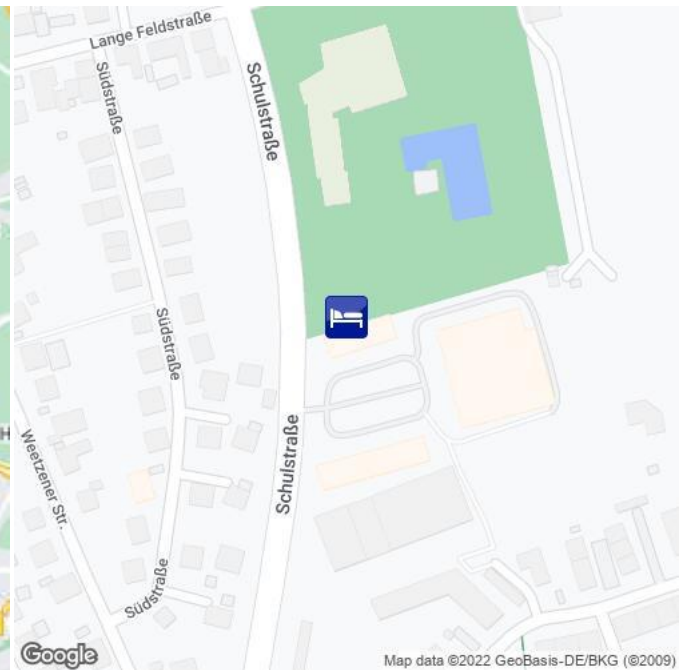 Lange Feldstraße
Südstraße
Schulstraße
Südstraße
H
Weetzener Str.
Schulstraße
Südstraße
Google
Map data ©2022 GeoBasis-DE/BKG (©2009)